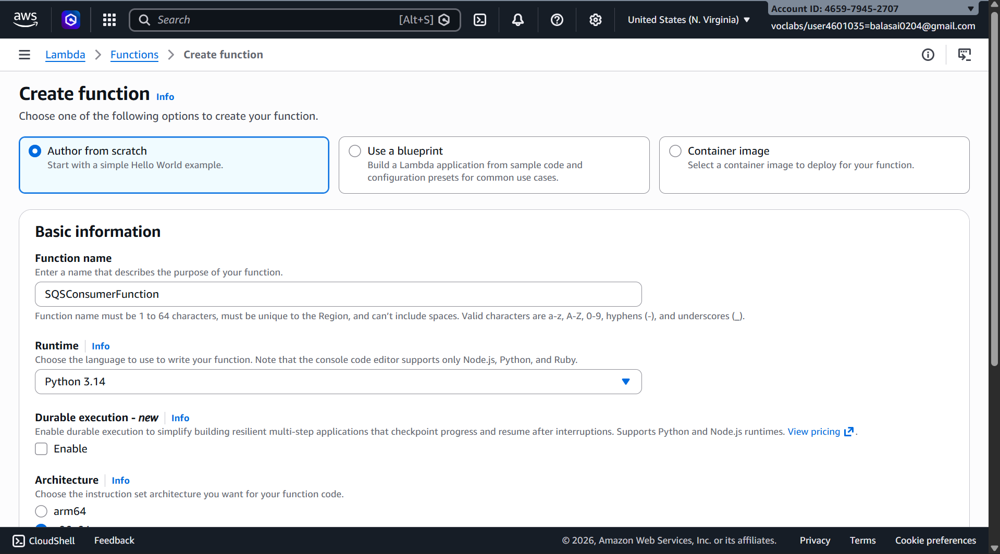 aws
Search
[Alt+S]
United States (N. Virginia)
Account ID: 4659-7945-2707
voclabs/user4601035=balasai0204@gmail.com
Lambda
Functions
Create function
Create function
Info
Choose one of the following options to create your function.
Author from scratch
Start with a simple Hello World example.
Use a blueprint
Build a Lambda application from sample code and
configuration presets for common use cases.
Container image
Select a container image to deploy for your function.
Basic information
Function name
Enter a name that describes the purpose of your function.
SQSConsumerFunction
Function name must be 1 to 64 characters, must be unique to the Region, and can’t include spaces. Valid characters are a-z, A-Z, 0-9, hyphens (-), and underscores (_).
Runtime
Info
Choose the language to use to write your function. Note that the console code editor supports only Node.js, Python, and Ruby.
Python 3.14
Durable execution - new
Info
Enable durable execution to simplify building resilient multi-step applications that checkpoint progress and resume after interruptions. Supports Python and Node.js runtimes. View pricing .
Enable
Architecture
Info
Choose the instruction set architecture you want for your function code.
arm64
CloudShell
Feedback
© 2026, Amazon Web Services, Inc. or its affiliates.
Privacy
Terms
Cookie preferences